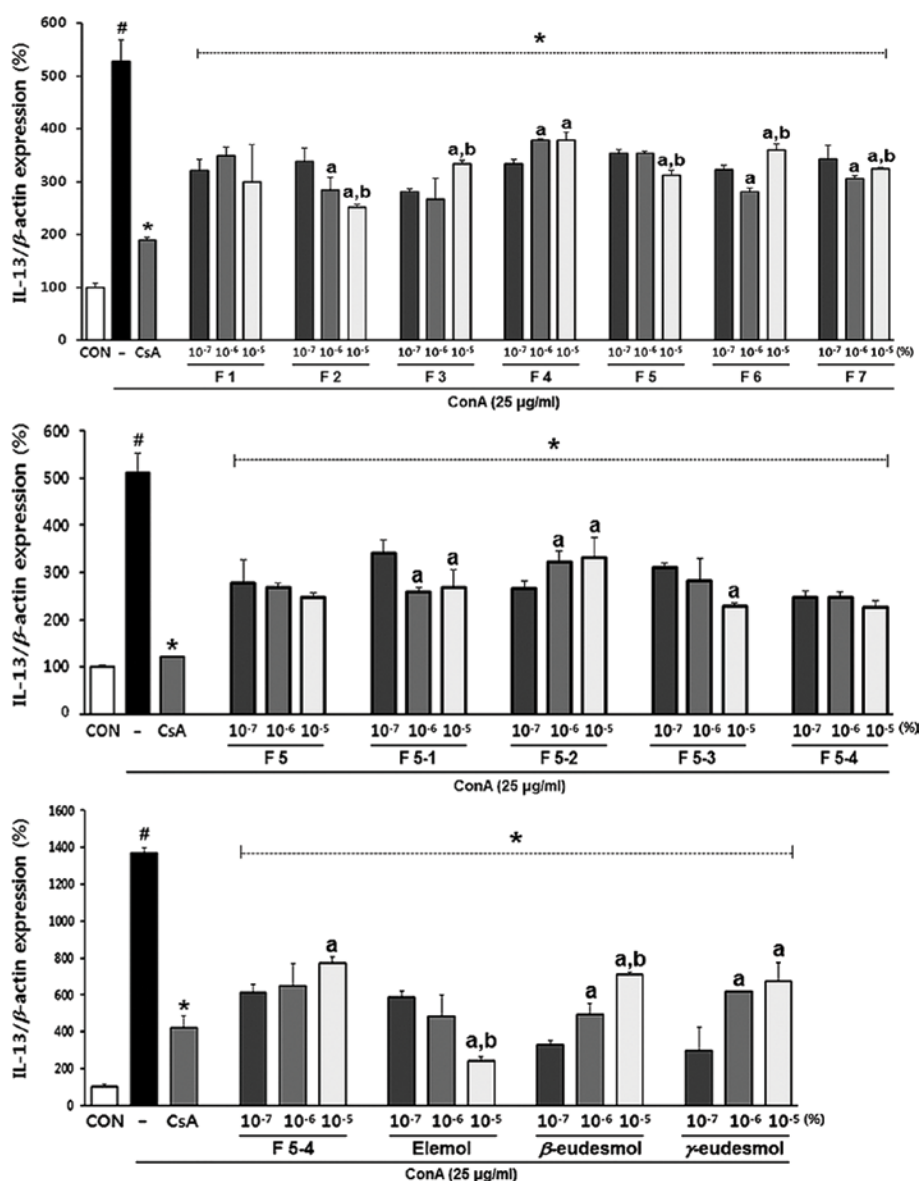 IL-13/β-actin expression (%)
600
500
400
300
200
100
0
#
*
*
a
a,b
a,b
a
a
a,b
a
a,b
a
a,b
CON – CsA 10⁻⁷ 10⁻⁶ 10⁻⁵ 10⁻⁷ 10⁻⁶ 10⁻⁵ 10⁻⁷ 10⁻⁶ 10⁻⁵ 10⁻⁷ 10⁻⁶ 10⁻⁵ 10⁻⁷ 10⁻⁶ 10⁻⁵ 10⁻⁷ 10⁻⁶ 10⁻⁵ 10⁻⁷ 10⁻⁶ 10⁻⁵ (%)
F 1 F 2 F 3 F 4 F 5 F 6 F 7
ConA (25 μg/ml)
IL-13/β-actin expression (%)
600
500
400
300
200
100
0
#
*
*
a
a
a
a
a
CON – CsA 10⁻⁷ 10⁻⁶ 10⁻⁵ 10⁻⁷ 10⁻⁶ 10⁻⁵ 10⁻⁷ 10⁻⁶ 10⁻⁵ 10⁻⁷ 10⁻⁶ 10⁻⁵ 10⁻⁷ 10⁻⁶ 10⁻⁵ (%)
F 5 F 5-1 F 5-2 F 5-3 F 5-4
ConA (25 μg/ml)
IL-13/β-actin expression (%)
1600
1400
1200
1000
800
600
400
200
0
#
*
*
a
a,b
a
a,b
a
a
CON – CsA 10⁻⁷ 10⁻⁶ 10⁻⁵ 10⁻⁷ 10⁻⁶ 10⁻⁵ 10⁻⁷ 10⁻⁶ 10⁻⁵ 10⁻⁷ 10⁻⁶ 10⁻⁵ (%)
F 5-4 Elemol β-eudesmol γ-eudesmol
ConA (25 μg/ml)